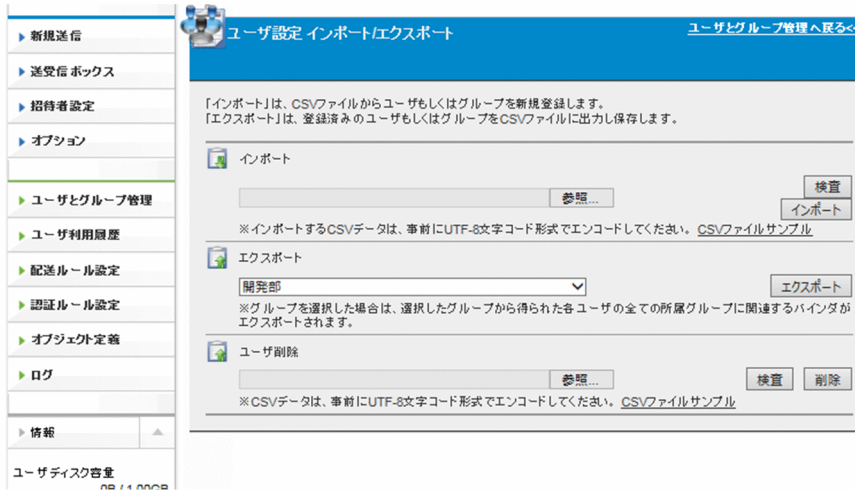 新規送信
送受信ボックス
招待者設定
オプション
ユーザとグループ管理
ユーザ利用履歴
配送ルール設定
認証ルール設定
オブジェクト定義
ログ
情報
ユーザディスク容量
0B / 1.00GB
ユーザ設定 インポート/エクスポート
ユーザとグループ管理へ戻る<<
「インポート」は、CSVファイルからユーザもしくはグループを新規登録します。
「エクスポート」は、登録済みのユーザもしくはグループをCSVファイルに出力し保存します。
インポート
参照...
検査
インポート
※インポートするCSVデータは、事前にUTF-8文字コード形式でエンコードしてください。 CSVファイルサンプル
エクスポート
開発部
エクスポート
※グループを選択した場合は、選択したグループから得られた各ユーザの全ての所属グループに関連するバインダが
エクスポートされます。
ユーザ削除
参照...
検査
削除
※CSVデータは、事前にUTF-8文字コード形式でエンコードしてください。 CSVファイルサンプル